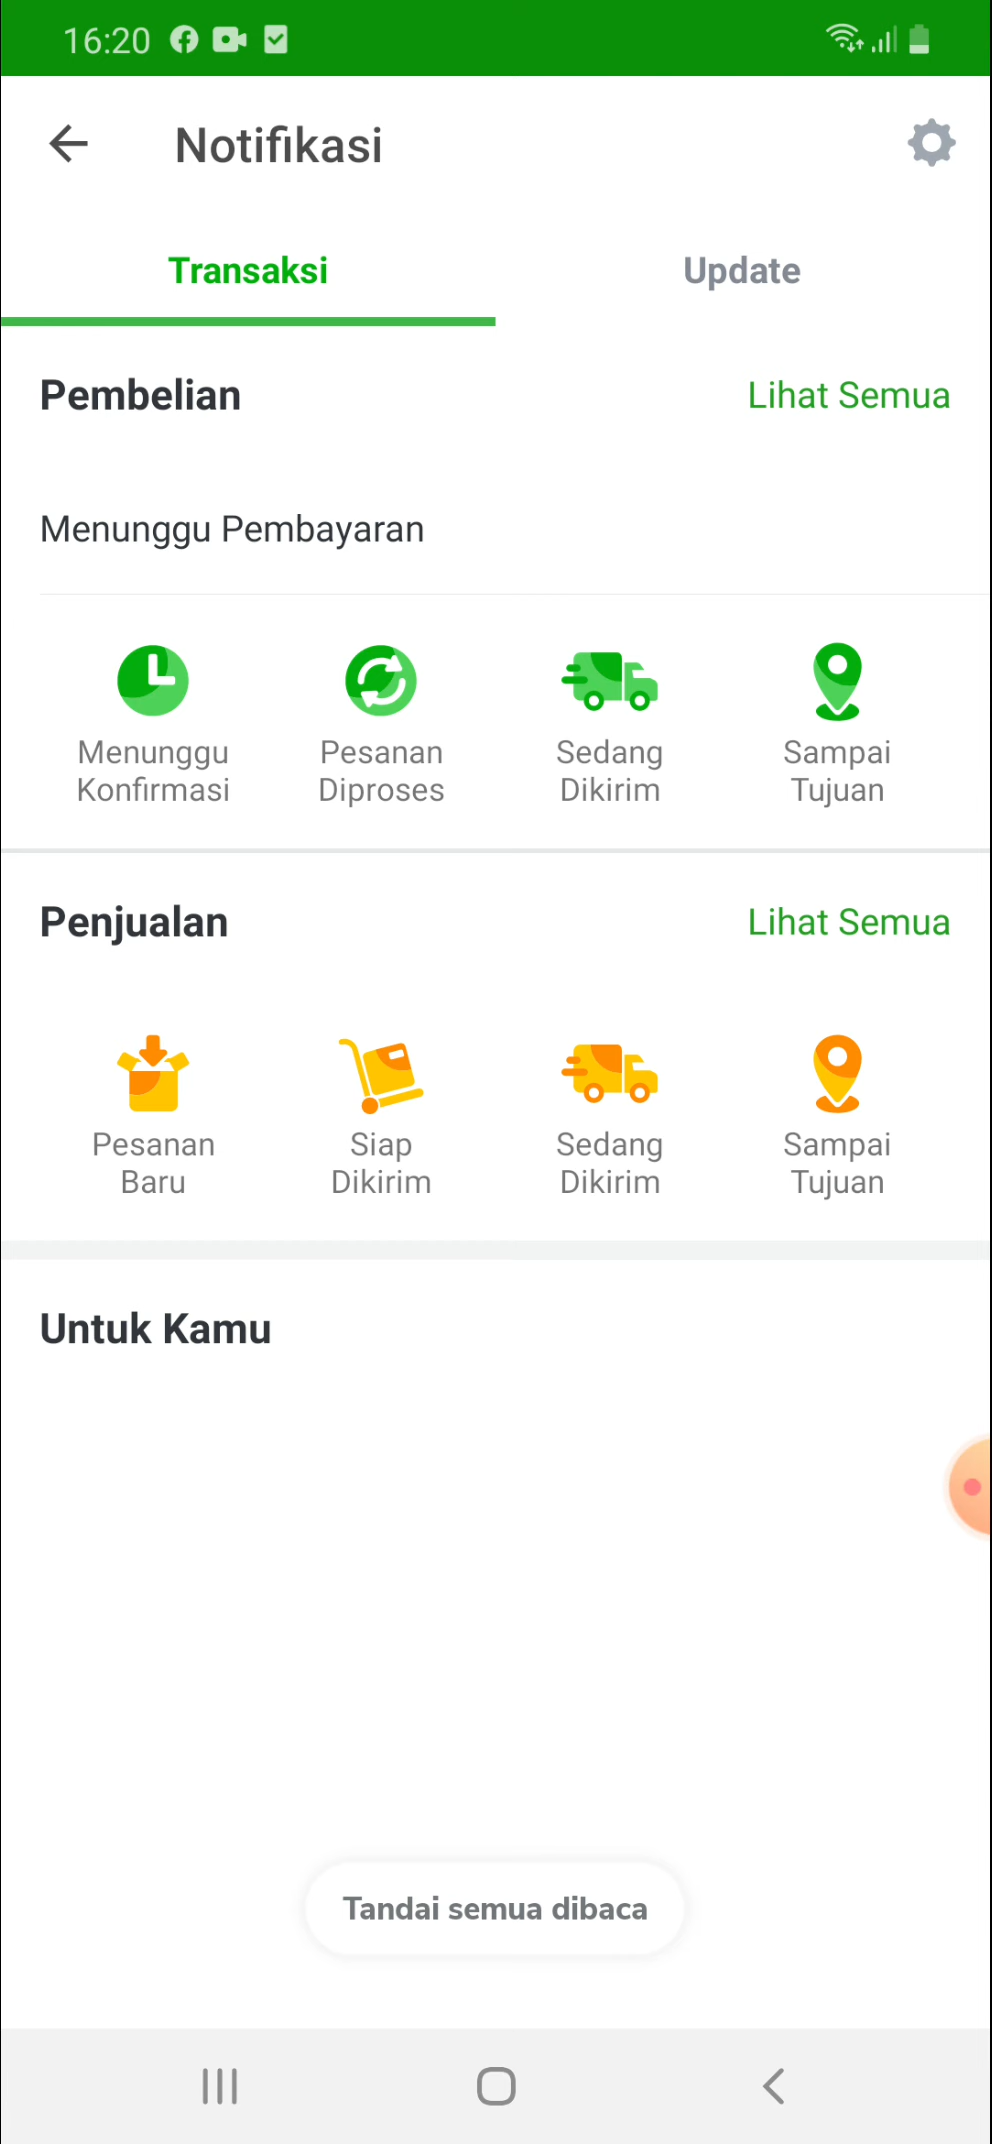 16:20
Notifikasi
Transaksi
Update
Pembelian
Lihat Semua
Menunggu Pembayaran
Menunggu
Konfirmasi
Pesanan
Diproses
Sedang
Dikirim
Sampai
Tujuan
Penjualan
Lihat Semua
Pesanan
Baru
Siap
Dikirim
Sedang
Dikirim
Sampai
Tujuan
Untuk Kamu
Tandai semua dibaca